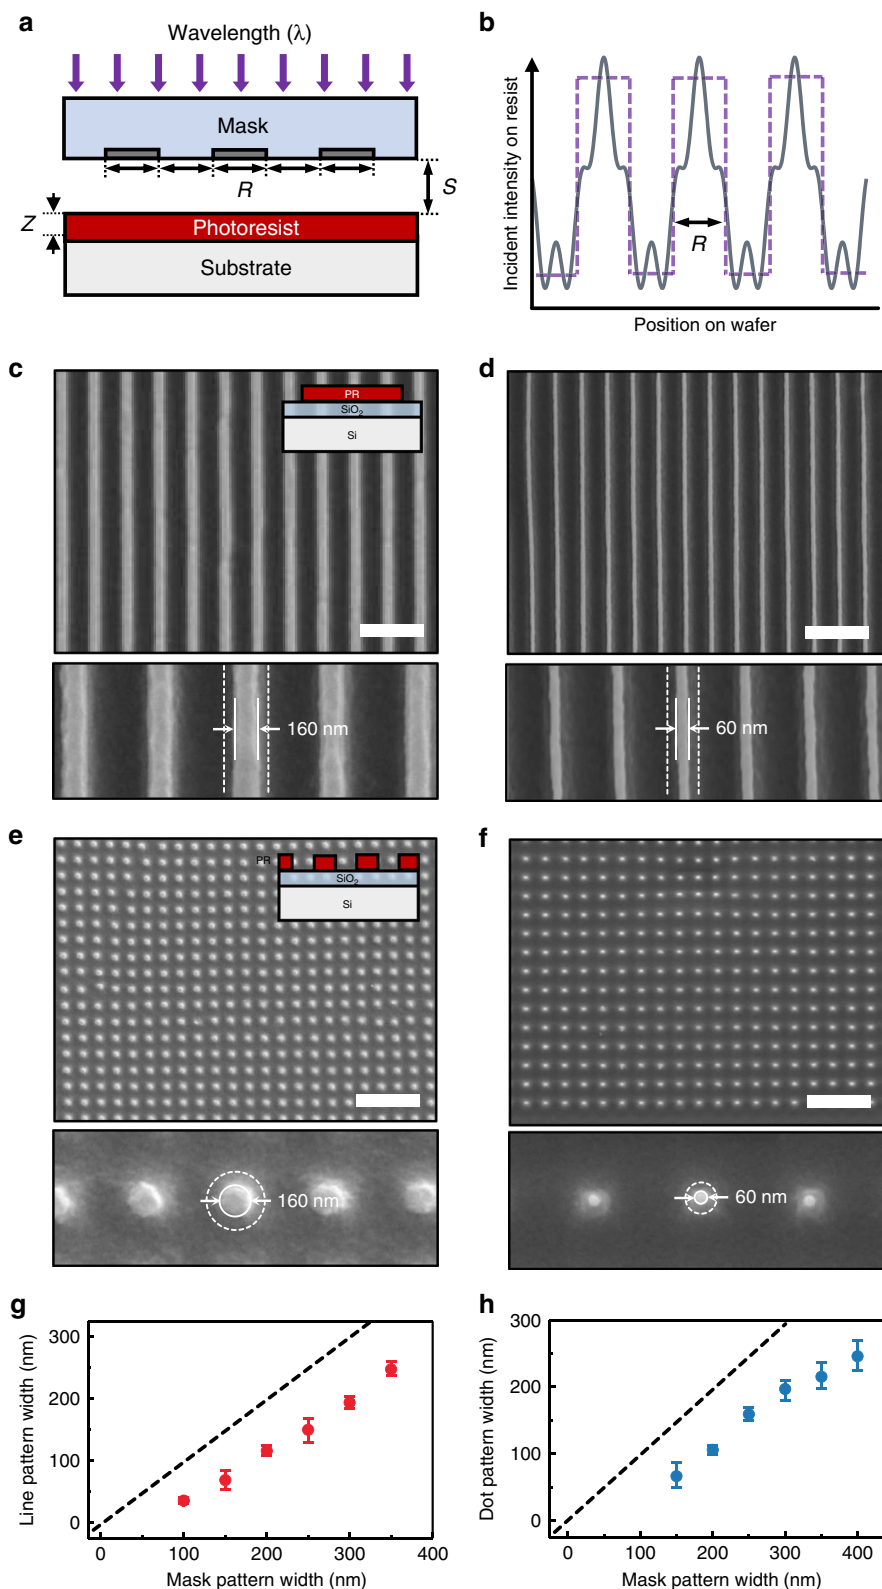 a
Wavelength (λ)
Mask
R
S
Z
Photoresist
Substrate
b
Incident intensity on resist
R
Position on wafer
c
PR
SiO2
Si
160 nm
d
60 nm
e
PR
SiO2
Si
160 nm
f
60 nm
g
Line pattern width (nm)
300
200
100
0
0 100 200 300 400
Mask pattern width (nm)
h
Dot pattern width (nm)
300
200
100
0
0 100 200 300 400
Mask pattern width (nm)